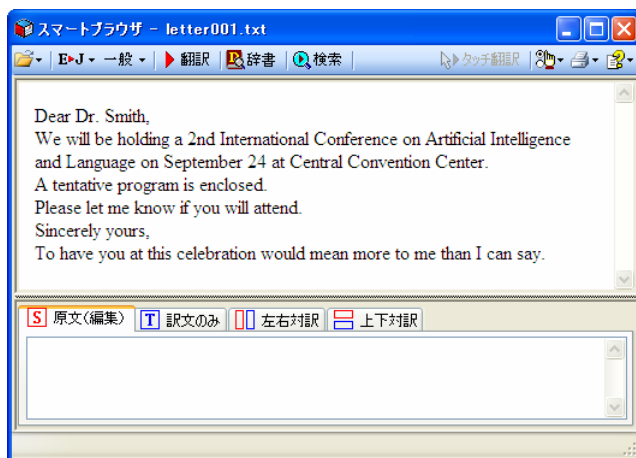 スマートブラウザ - letter001.txt
E▶J 一般 翻訳 辞書 検索 タッチ翻訳
Dear Dr. Smith,
We will be holding a 2nd International Conference on Artificial Intelligence
and Language on September 24 at Central Convention Center.
A tentative program is enclosed.
Please let me know if you will attend.
Sincerely yours,
To have you at this celebration would mean more to me than I can say.
S 原文(編集) T 訳文のみ 左右対訳 上下対訳